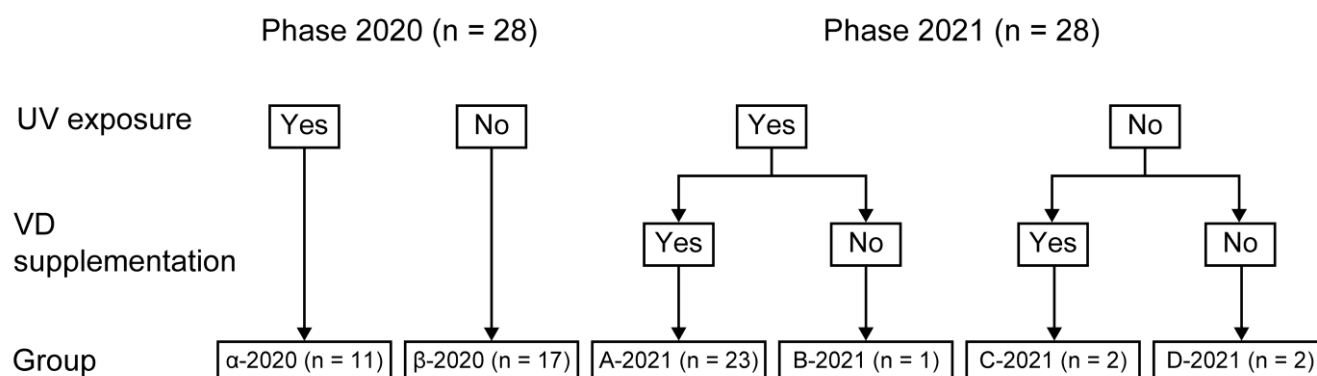 Phase 2020 (n = 28) Phase 2021 (n = 28)
UV exposure Yes No Yes No
VD
supplementation Yes No Yes No
Group α-2020 (n = 11) β-2020 (n = 17) A-2021 (n = 23) B-2021 (n = 1) C-2021 (n = 2) D-2021 (n = 2)